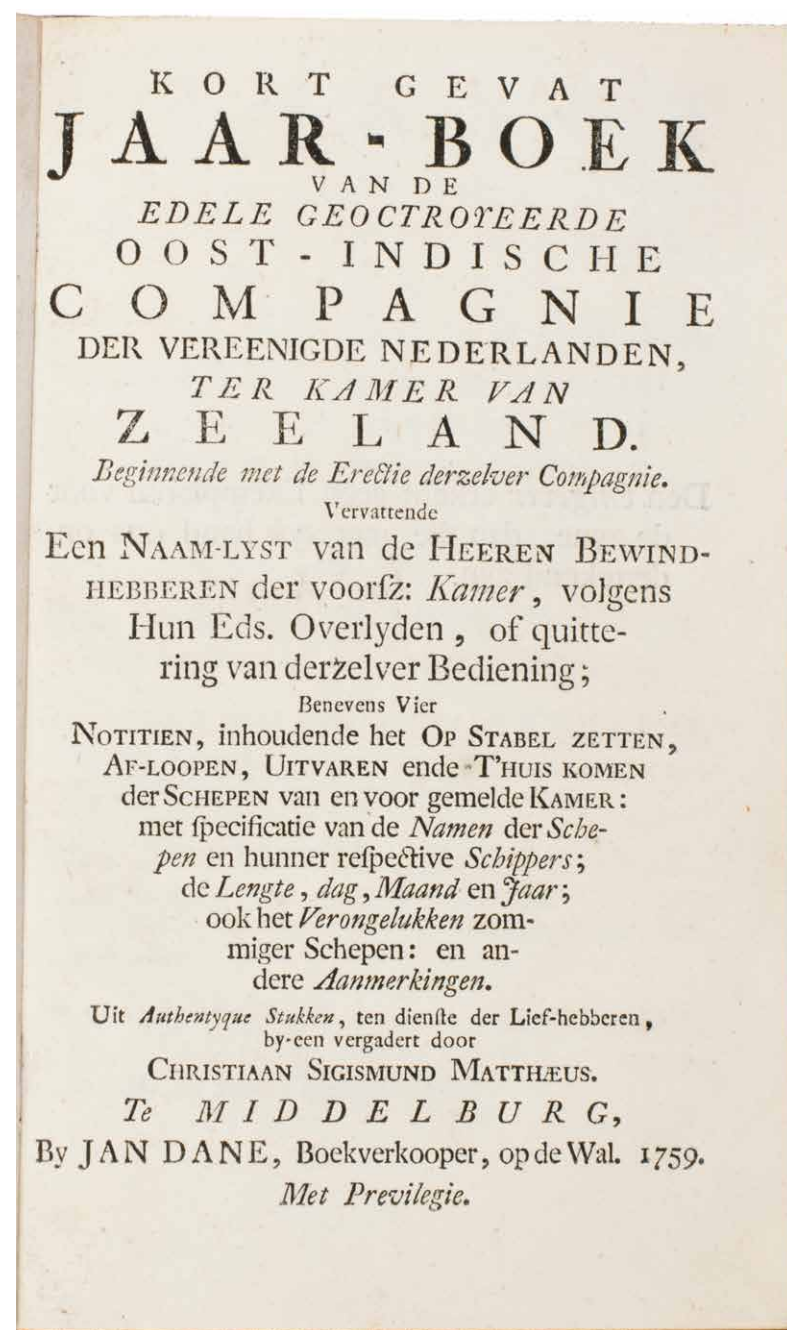 KORT GEVAT
JAAR-BOEK
VAN DE
EDELE GEOCTROYEERDE
OOST-INDISCHE
COMPAGNIE
DER VEREENIGDE NEDERLANDEN,
TER KAMER VAN
ZEELAND.
Beginnende met de Erectie derzelver Compagnie.
Vervattende
Een NAAM-LYST van de HEEREN BEWIND-
HEBBEREN der voorſz: Kamer, volgens
Hun Eds. Overlyden, of quitte-
ring van derzelver Bediening;
Benevens Vier
NOTITIEN, inhoudende het OP STABEL ZETTEN,
AF-LOOPEN, UITVAREN ende T'HUIS KOMEN
der SCHEPEN van en voor gemelde KAMER:
met ſpecificatie van de Namen der Sche-
pen en hunner reſpective Schippers;
de Lengte, dag, Maand en Jaar;
ook het Verongelukken zom-
miger Schepen: en an-
dere Aanmerkingen.
Uit Authentyque Stukken, ten dienſte der Lief-hebberen,
by-een vergadert door
CHRISTIAAN SIGISMUND MATTHÆUS.
Te MIDDELBURG,
By JAN DANE, Boekverkooper, op de Wal. 1759.
Met Previlegie.